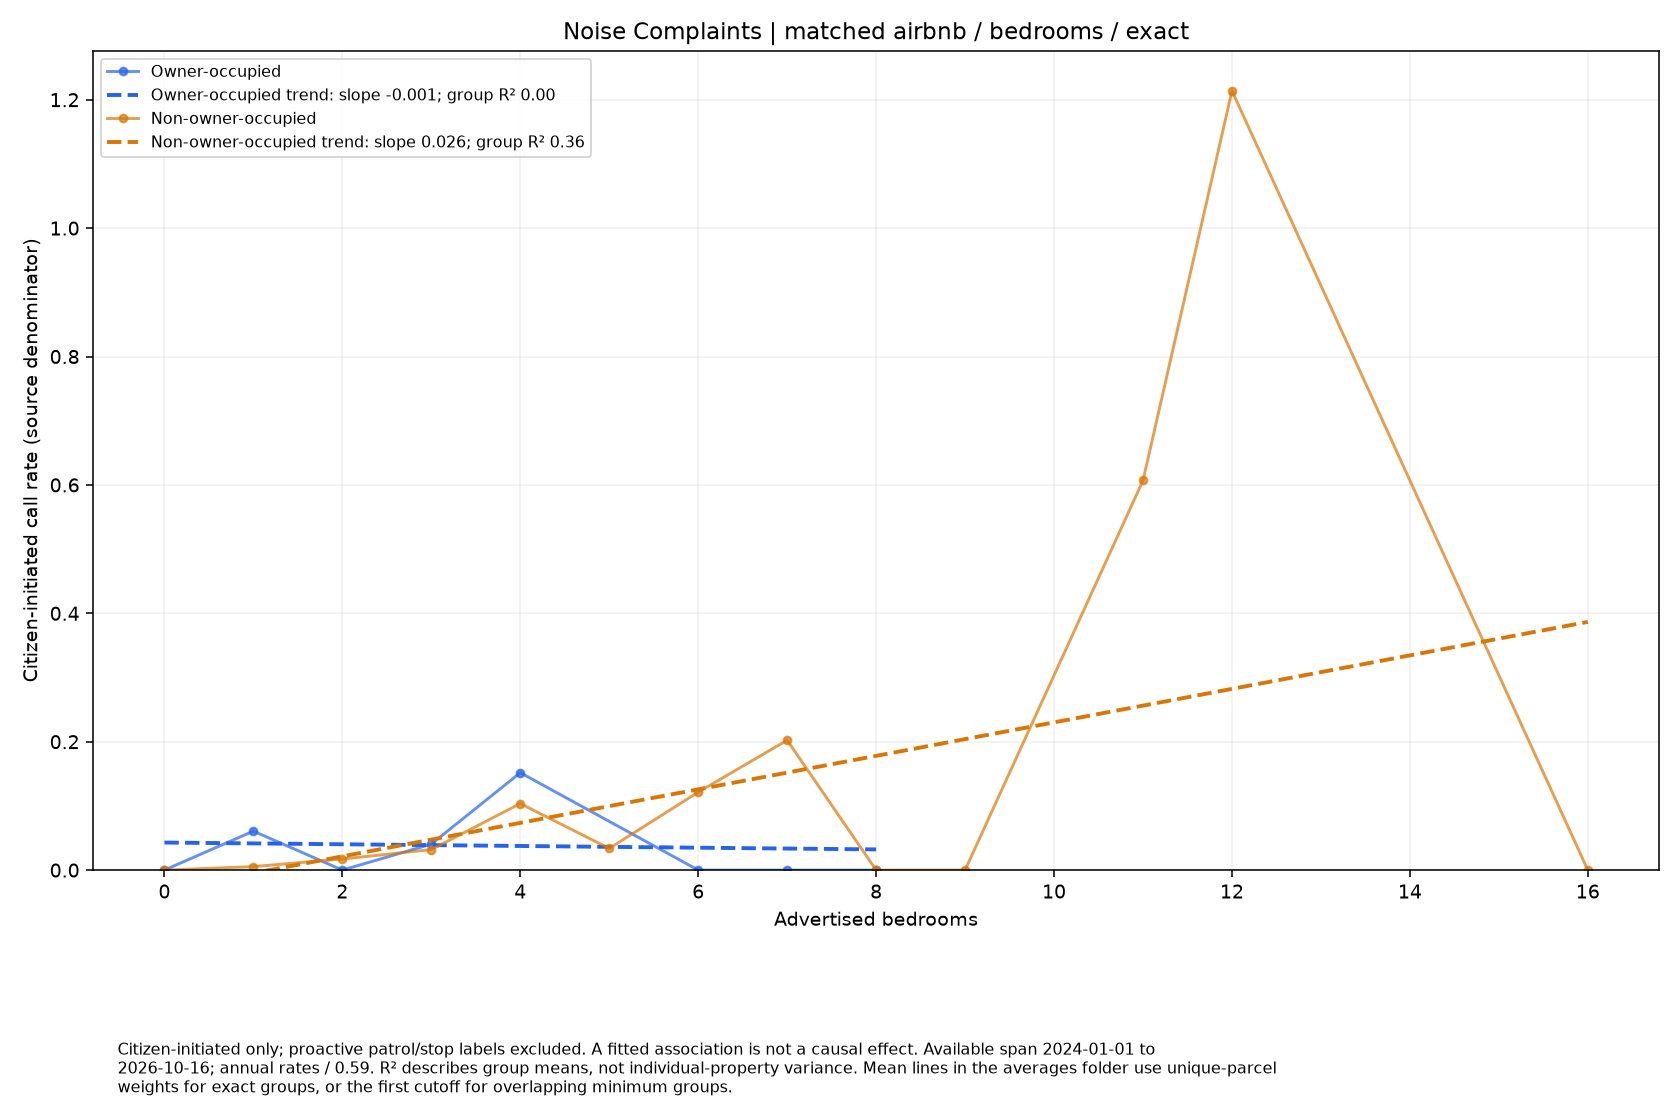 Noise Complaints | matched airbnb / bedrooms / exact
Owner-occupied
Owner-occupied trend: slope -0.001; group R² 0.00
Non-owner-occupied
Non-owner-occupied trend: slope 0.026; group R² 0.36
Citizen-initiated call rate (source denominator)
1.2
1.0
0.8
0.6
0.4
0.2
0.0
0 2 4 6 8 10 12 14 16
Advertised bedrooms
Citizen-initiated only; proactive patrol/stop labels excluded. A fitted association is not a causal effect. Available span 2024-01-01 to
2026-10-16; annual rates / 0.59. R² describes group means, not individual-property variance. Mean lines in the averages folder use unique-parcel
weights for exact groups, or the first cutoff for overlapping minimum groups.